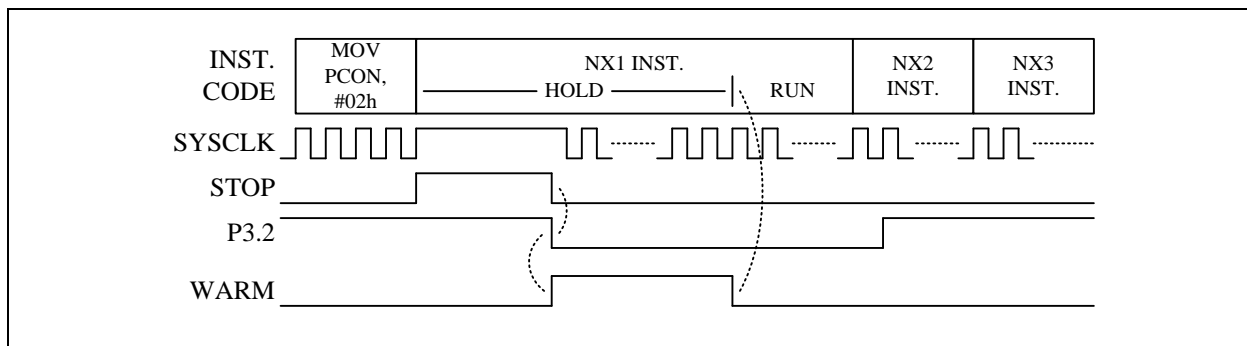 INST.
CODE
MOV
PCON,
#02h
NX1 INST.
HOLD
RUN
NX2
INST.
NX3
INST.
SYSCLK
STOP
P3.2
WARM